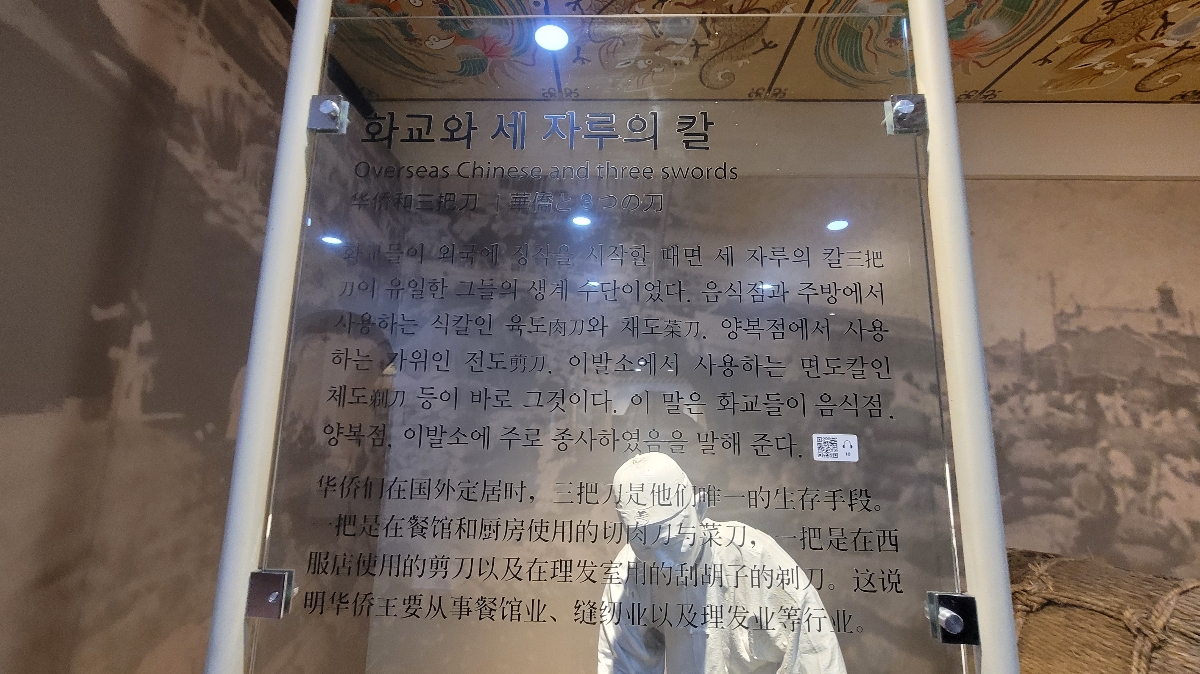 화교와 세 자루의 칼
Overseas Chinese and three swords
华侨和三把刀 | 華僑と3つの刀
화교들이 외국에 정착을 시작할 때면 세 자루의 칼三把
刀이 유일한 그들의 생계 수단이었다. 음식점과 주방에서
사용하는 식칼인 육도肉刀와 채도菜刀, 양복점에서 사용
하는 가위인 전도剪刀, 이발소에서 사용하는 면도칼인
체도剃刀 등이 바로 그것이다. 이 말은 화교들이 음식점,
양복점, 이발소에 주로 종사하였음을 말해 준다.
华侨们在国外定居时，三把刀是他们唯一的生存手段。
一把是在餐馆和厨房使用的切肉刀与菜刀，一把是在西
服店使用的剪刀以及在理发室用的刮胡子的剃刀。这说
明华侨主要从事餐馆业、缝纫业以及理发业等行业。